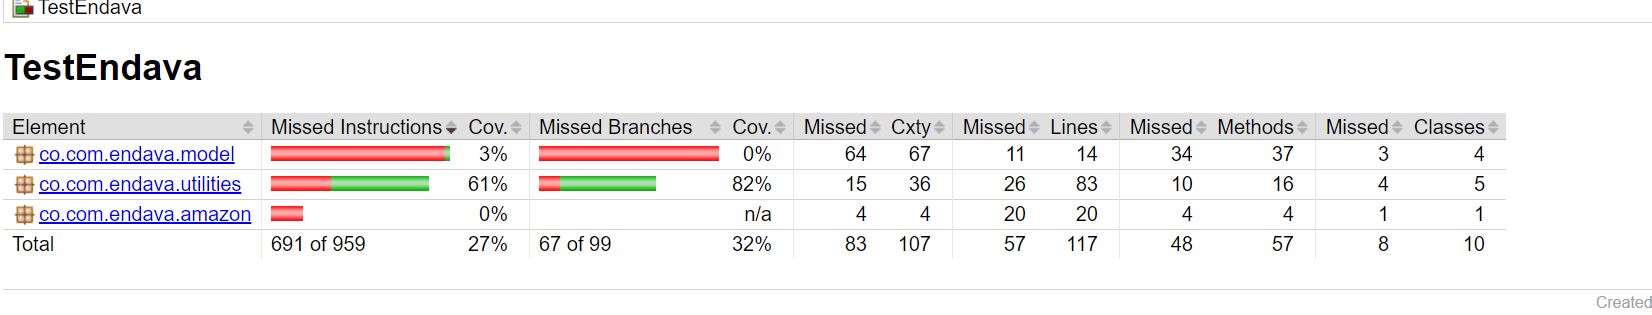 TestEndava
TestEndava
Element Missed Instructions Cov. Missed Branches Cov. Missed Cxty Missed Lines Missed Methods Missed Classes
co.com.endava.model 3% 0% 64 67 11 14 34 37 3 4
co.com.endava.utilities 61% 82% 15 36 26 83 10 16 4 5
co.com.endava.amazon 0% n/a 4 4 20 20 4 4 1 1
Total 691 of 959 27% 67 of 99 32% 83 107 57 117 48 57 8 10
Created